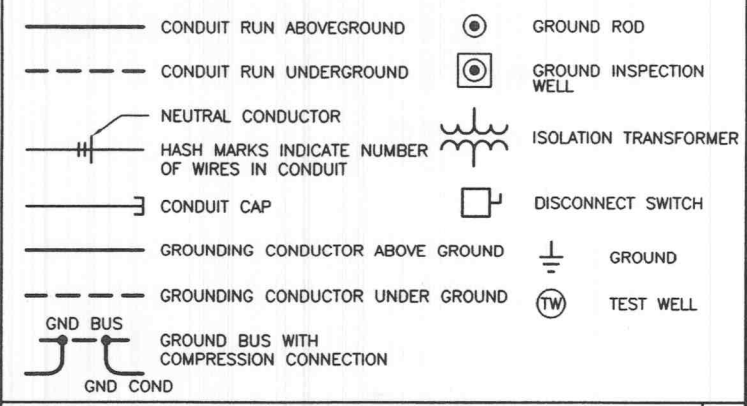 CONDUIT RUN ABOVEGROUND
CONDUIT RUN UNDERGROUND
NEUTRAL CONDUCTOR
HASH MARKS INDICATE NUMBER
OF WIRES IN CONDUIT
CONDUIT CAP
GROUNDING CONDUCTOR ABOVE GROUND
GROUNDING CONDUCTOR UNDER GROUND
GND BUS
GROUND BUS WITH
COMPRESSION CONNECTION
GND COND
GROUND ROD
GROUND INSPECTION
WELL
ISOLATION TRANSFORMER
DISCONNECT SWITCH
GROUND
TW
TEST WELL